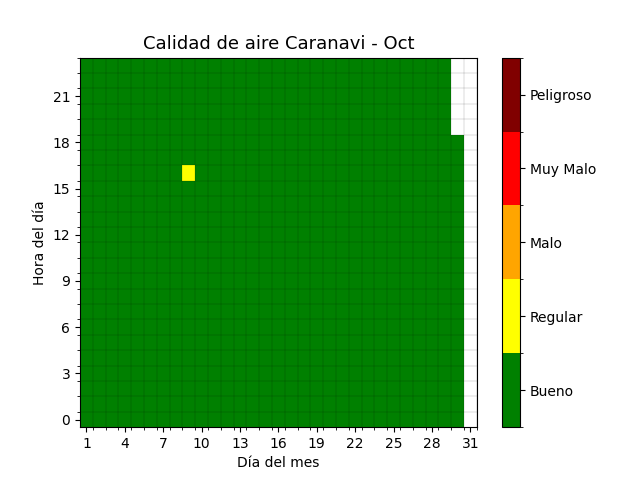 Calidad de aire Caranavi - Oct
21
18
15
12
9
6
3
0
Hora del día
1 4 7 10 13 16 19 22 25 28 31
Día del mes
Peligroso
Muy Malo
Malo
Regular
Bueno